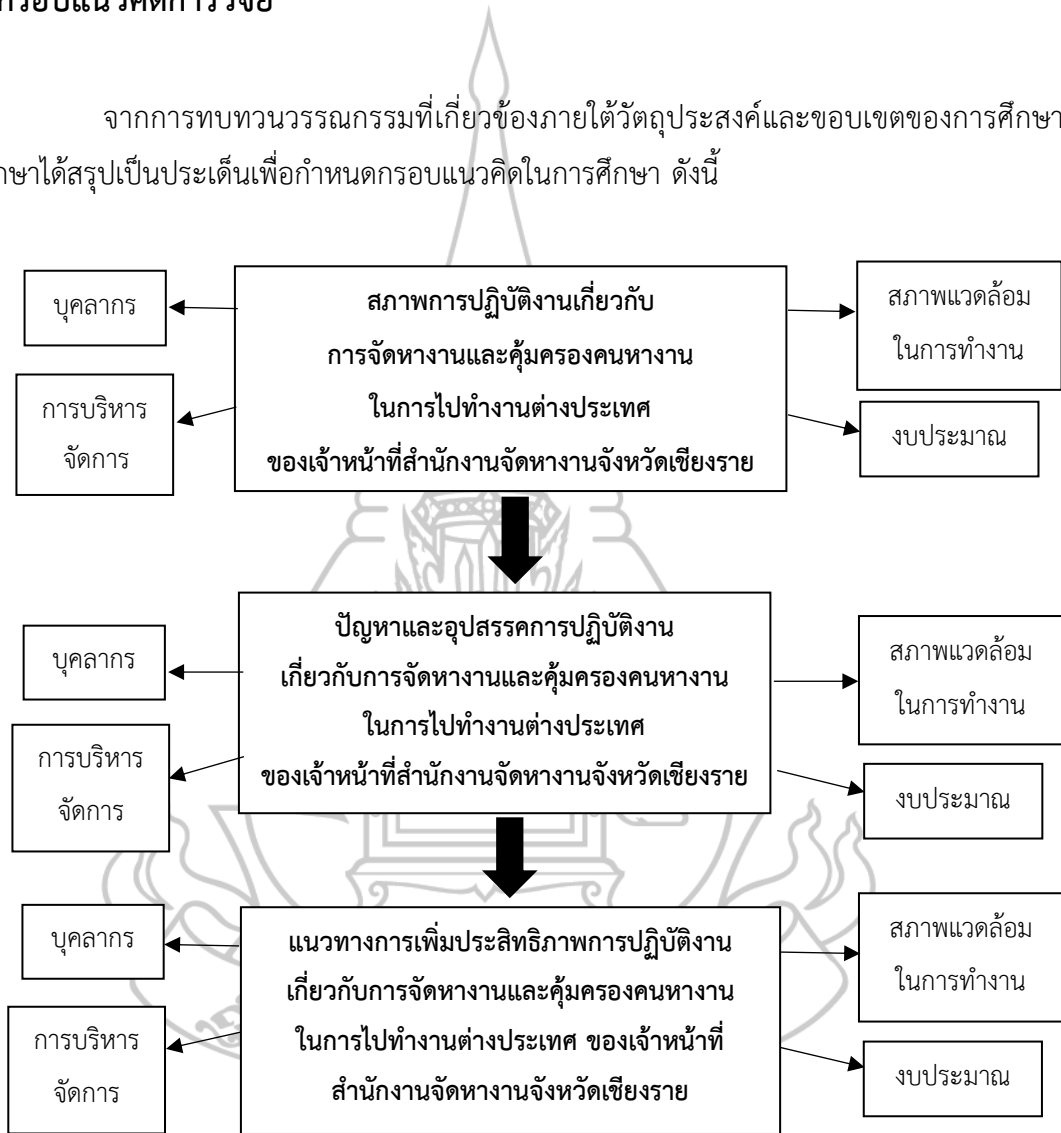 กรอบแนวคิดการวิจัย
จากการทบทวนวรรณกรรมที่เกี่ยวข้องภายใต้วัตถุประสงค์และขอบเขตของการศึกษา
กษาได้สรุปเป็นประเด็นเพื่อกำหนดกรอบแนวคิดในการศึกษา ดังนี้
บุคลากร
การบริหาร
จัดการ
สภาพการปฏิบัติงานเกี่ยวกับ
การจัดหางานและคุ้มครองคนหางาน
ในการไปทำงานต่างประเทศ
ของเจ้าหน้าที่สำนักงานจัดหางานจังหวัดเชียงราย
สภาพแวดล้อม
ในการทำงาน
งบประมาณ
บุคลากร
การบริหาร
จัดการ
ปัญหาและอุปสรรคการปฏิบัติงาน
เกี่ยวกับการจัดหางานและคุ้มครองคนหางาน
ในการไปทำงานต่างประเทศ
ของเจ้าหน้าที่สำนักงานจัดหางานจังหวัดเชียงราย
สภาพแวดล้อม
ในการทำงาน
งบประมาณ
บุคลากร
การบริหาร
จัดการ
แนวทางการเพิ่มประสิทธิภาพการปฏิบัติงาน
เกี่ยวกับการจัดหางานและคุ้มครองคนหางาน
ในการไปทำงานต่างประเทศ ของเจ้าหน้าที่
สำนักงานจัดหางานจังหวัดเชียงราย
สภาพแวดล้อม
ในการทำงาน
งบประมาณ